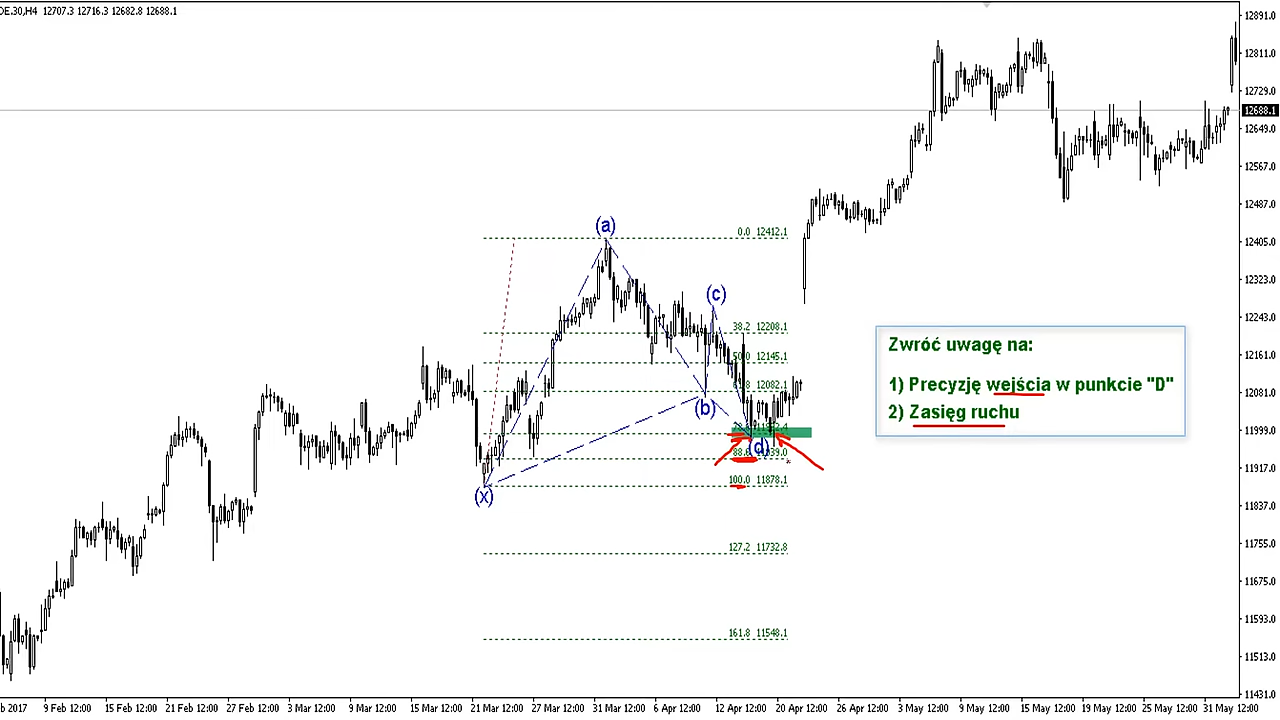 DE.30,H4 12707.3 12716.3 12682.8 12688.1
12891.0
12811.0
12729.0
12688.1
12649.0
12567.0
12487.0
12405.0
12323.0
12243.0
12161.0
12081.0
11999.0
11917.0
11837.0
11755.0
11675.0
11593.0
11513.0
11431.0
(a)
0.0 12412.1
(c)
38.2 12208.1
50.0 12145.1
12082.1
(b)
(d)
88.6
100.0 11878.1
(x)
127.2 11732.8
161.8 11548.1
Zwróć uwagę na:
1) Precyzję wejścia w punkcie "D"
2) Zasięg ruchu
2017 9 Feb 12:00 15 Feb 12:00 21 Feb 12:00 27 Feb 12:00 3 Mar 12:00 9 Mar 12:00 15 Mar 12:00 21 Mar 12:00 27 Mar 12:00 31 Mar 12:00 6 Apr 12:00 12 Apr 12:00 20 Apr 12:00 26 Apr 12:00 3 May 12:00 9 May 12:00 15 May 12:00 19 May 12:00 25 May 12:00 31 May 12:00